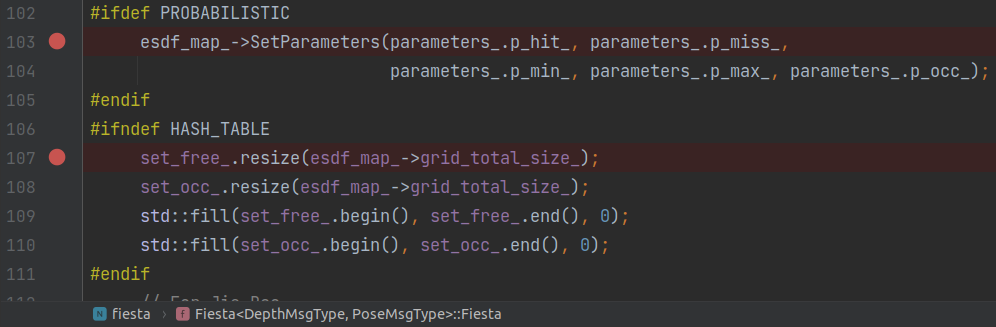 102 #ifdef PROBABILISTIC
103 esdf_map_->SetParameters(parameters_.p_hit_, parameters_.p_miss_,
104 parameters_.p_min_, parameters_.p_max_, parameters_.p_occ_);
105 #endif
106 #ifndef HASH_TABLE
107 set_free_.resize(esdf_map_->grid_total_size_);
108 set_occ_.resize(esdf_map_->grid_total_size_);
109 std::fill(set_free_.begin(), set_free_.end(), 0);
110 std::fill(set_occ_.begin(), set_occ_.end(), 0);
111 #endif
N fiesta › f Fiesta<DepthMsgType, PoseMsgType>::Fiesta